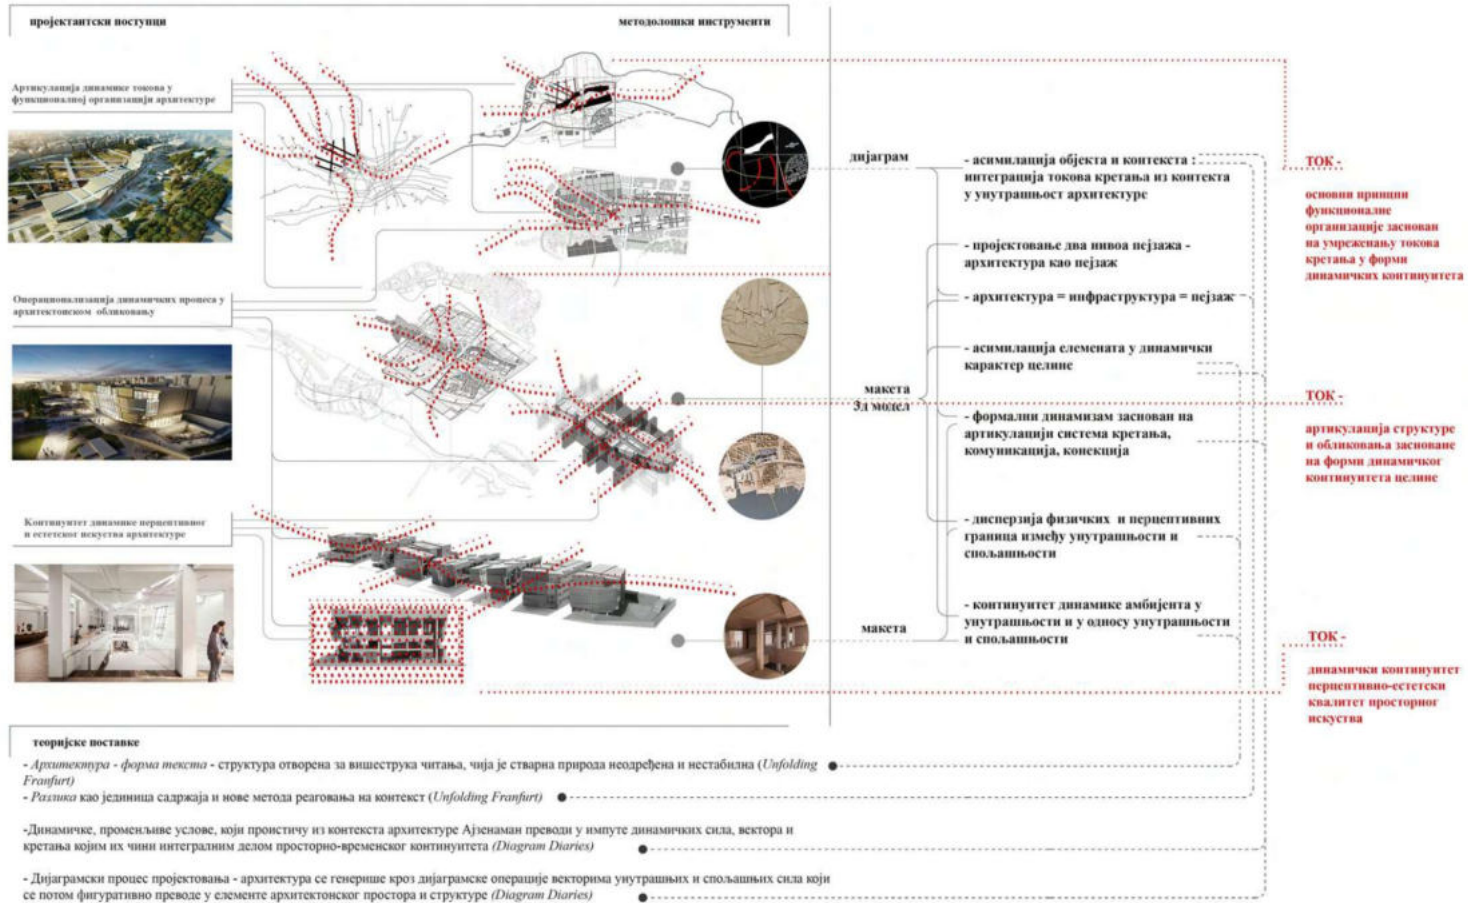 пројектантски поступци
методолошки инструменти
Артикулација динамике токова у
функционалној организацији архитектуре
Операционализација динамичких процеса у
архитектонском обликовању
Континуитет динамике перцептивног
и естетског искуства архитектуре
дијаграм
макета
3д модел
макета
- асимилација објекта и контекста :
интеграција токова кретања из контекста
у унутрашњост архитектуре
- пројектовање два нивоа пејзажа -
архитектура као пејзаж
- архитектура = инфраструктура = пејзаж
- асимилација елемената у динамички
карактер целине
- формални динамизам заснован на
артикулацији система кретања,
комуникација, конекција
- дисперзија физичких и перцептивних
граница између унутрашњости и
спољашњости
- континуитет динамике амбијента у
унутрашњости и у односу унутрашњости
и спољашњости
ТОК -
основни принцип
функционалне
организације заснован
на умрежењу токова
кретања у форми
динамичких континуитета
ТОК -
артикулација структуре
и обликовања засноване
на форми динамичког
континуитета целине
ТОК -
динамички континуитет
перцептивно-естетски
квалитет просторног
искуства
теоријске поставке
- Архитектура - форма текста - структура отворена за вишеструка читања, чија је стварна природа неодређена и нестабилна (Unfolding
Franfurt)
- Разлика као јединица садржаја и нове метода реаговања на контекст (Unfolding Franfurt)
-Динамичке, променљиве услове, који проистичу из контекста архитектуре Ајзенаман преводи у импуте динамичких сила, вектора и
кретања којим их чини интегралним делом просторно-временског континуитета (Diagram Diaries)
- Дијаграмски процес пројектовања - архитектура се генерише кроз дијаграмске операције векторима унутрашњих и спољашњих сила који
се потом фигуративно преводе у елементе архитектонског простора и структуре (Diagram Diaries)